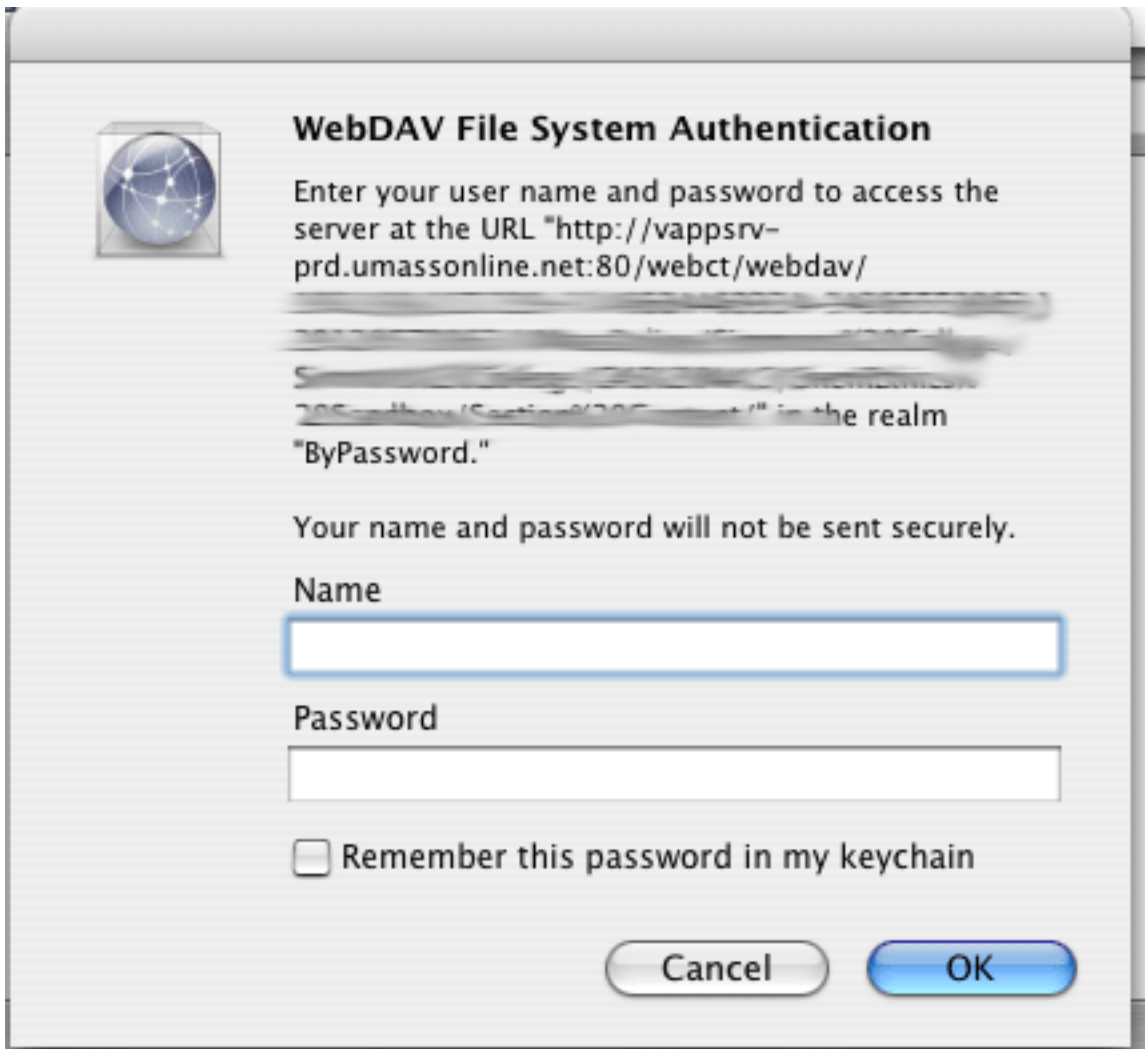 WebDAV File System Authentication
Enter your user name and password to access the
server at the URL "http://vappsrv-
prd.umassonline.net:80/webct/webdav/
in the realm
"ByPassword."
Your name and password will not be sent securely.
Name
Password
Remember this password in my keychain
Cancel
OK